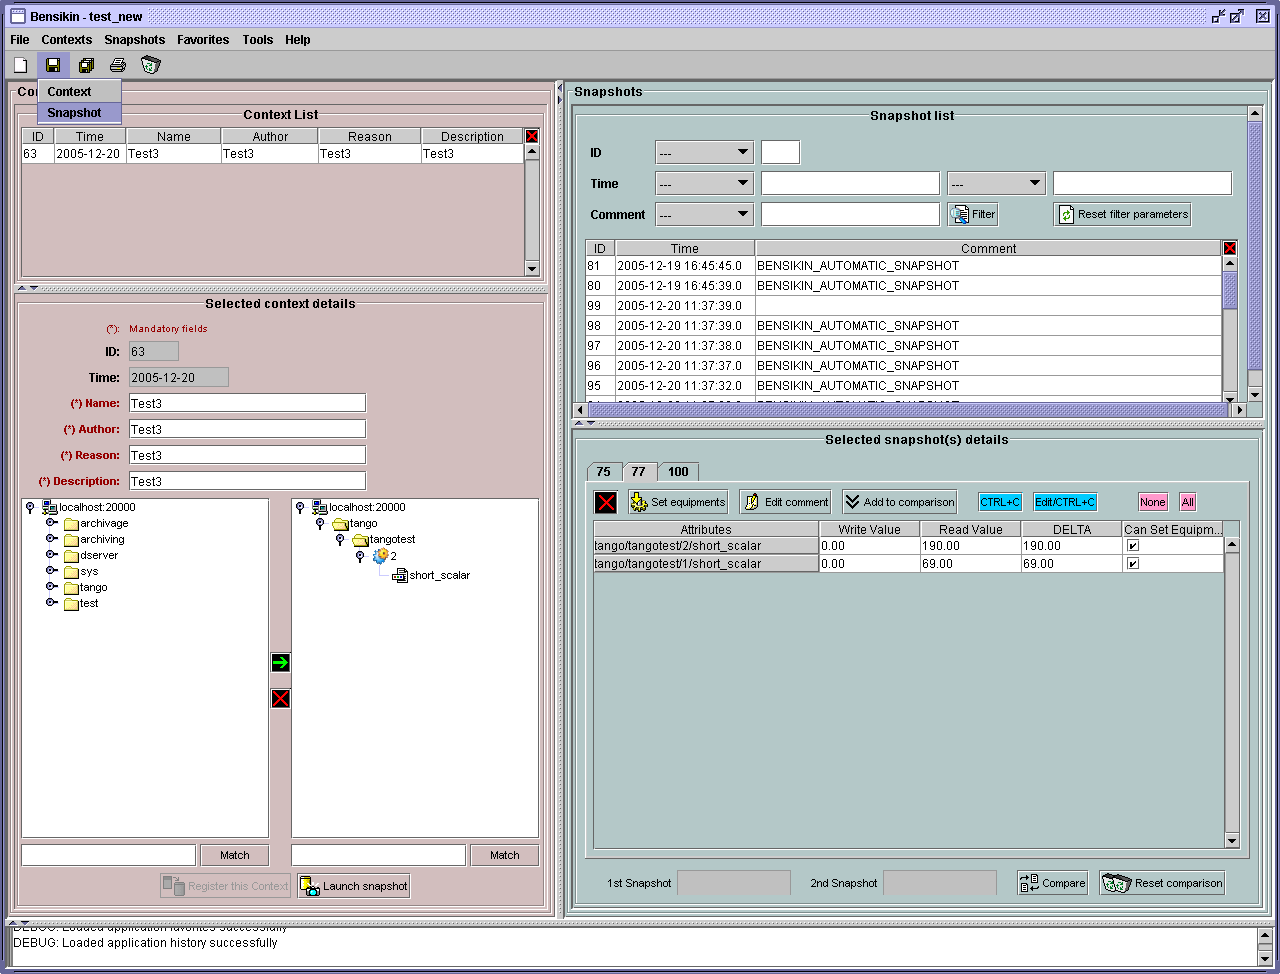 Bensikin - test_new
File Contexts Snapshots Favorites Tools Help
Context
Snapshot
Context List
ID Time Name Author Reason Description
63 2005-12-20 Test3 Test3 Test3 Test3
Selected context details
(*): Mandatory fields
ID: 63
Time: 2005-12-20
(*) Name: Test3
(*) Author: Test3
(*) Reason: Test3
(*) Description: Test3
localhost:20000
archivage
archiving
dserver
sys
tango
test
localhost:20000
tango
tangotest
2
short_scalar
Match
Match
Register this Context
Launch snapshot
Snapshots
Snapshot list
ID ---
Time --- ---
Comment --- Filter Reset filter parameters
ID Time Comment
81 2005-12-19 16:45:45.0 BENSIKIN_AUTOMATIC_SNAPSHOT
80 2005-12-19 16:45:39.0 BENSIKIN_AUTOMATIC_SNAPSHOT
99 2005-12-20 11:37:39.0
98 2005-12-20 11:37:39.0 BENSIKIN_AUTOMATIC_SNAPSHOT
97 2005-12-20 11:37:38.0 BENSIKIN_AUTOMATIC_SNAPSHOT
96 2005-12-20 11:37:37.0 BENSIKIN_AUTOMATIC_SNAPSHOT
95 2005-12-20 11:37:32.0 BENSIKIN_AUTOMATIC_SNAPSHOT
Selected snapshot(s) details
75 77 100
Set equipments Edit comment Add to comparison CTRL+C Edit/CTRL+C None All
Attributes Write Value Read Value DELTA Can Set Equipm...
tango/tangotest/2/short_scalar 0.00 190.00 190.00
tango/tangotest/1/short_scalar 0.00 69.00 69.00
1st Snapshot 2nd Snapshot Compare Reset comparison
DEBUG: Loaded application favorites successfully
DEBUG: Loaded application history successfully